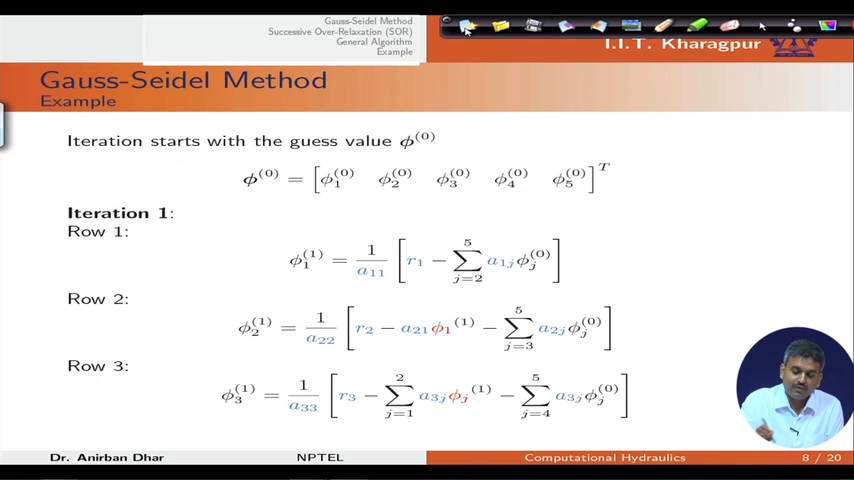 Gauss-Seidel Method
Successive Over-Relaxation (SOR)
General Algorithm
Example
I.I.T. Kharagpur
Gauss-Seidel Method
Example
Iteration starts with the guess value ϕ^(0)
ϕ^(0) = [ϕ_1^(0) ϕ_2^(0) ϕ_3^(0) ϕ_4^(0) ϕ_5^(0)]^T
Iteration 1:
Row 1:
ϕ_1^(1) = 1/a_11 [r_1 − ∑_{j=2}^{5} a_1j ϕ_j^(0)]
Row 2:
ϕ_2^(1) = 1/a_22 [r_2 − a_21 ϕ_1^(1) − ∑_{j=3}^{5} a_2j ϕ_j^(0)]
Row 3:
ϕ_3^(1) = 1/a_33 [r_3 − ∑_{j=1}^{2} a_3j ϕ_j^(1) − ∑_{j=4}^{5} a_3j ϕ_j^(0)]
Dr. Anirban Dhar NPTEL Computational Hydraulics 8 / 20